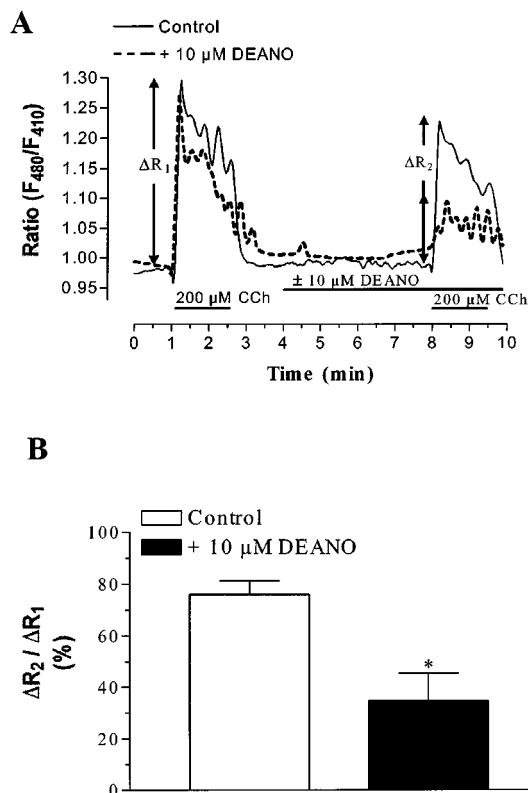 A
Control
+ 10 µM DEANO
Ratio (F480/F410)
1.30
1.25
1.20
1.15
1.10
1.05
1.00
0.95
ΔR1
ΔR2
± 10 µM DEANO
200 µM CCh
200 µM CCh
0 1 2 3 4 5 6 7 8 9 10
Time (min)
B
Control
+ 10 µM DEANO
ΔR2 / ΔR1
(%)
100
80
60
40
20
0
*